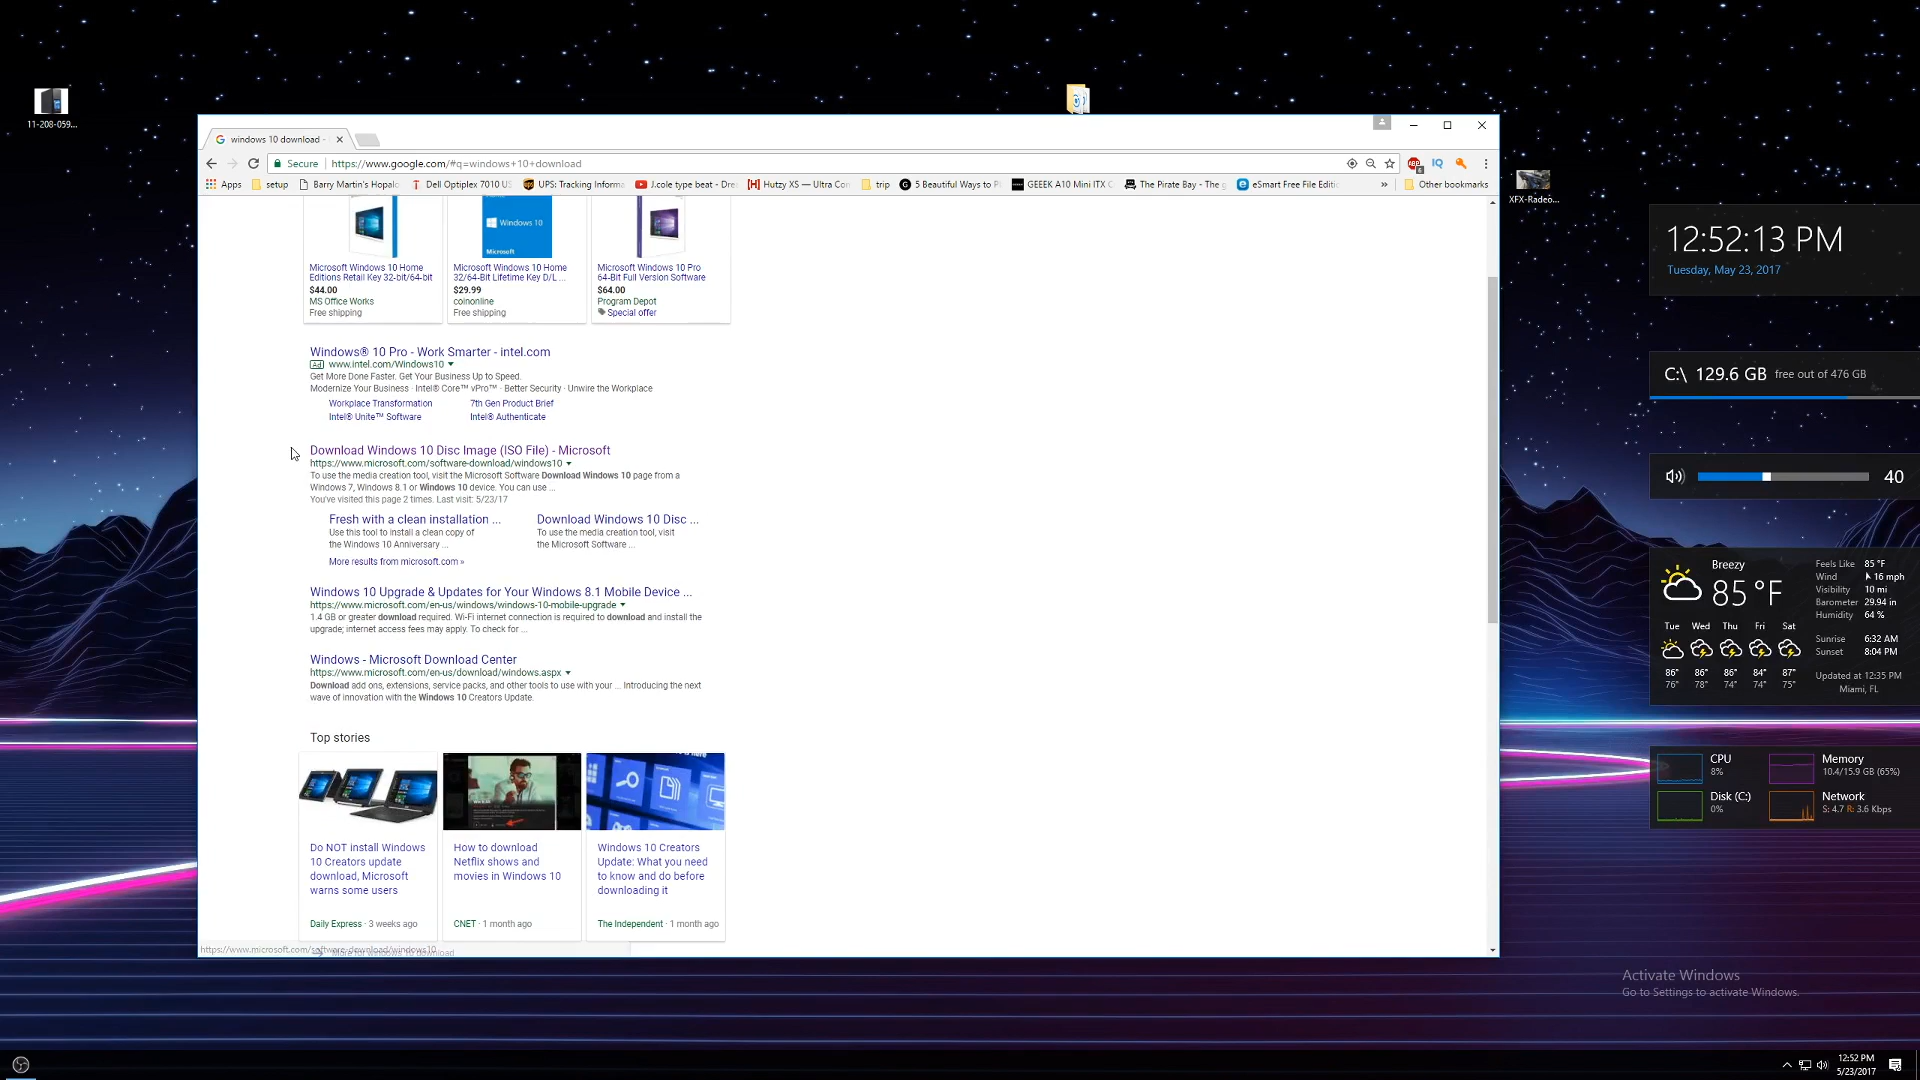 11-208-059...
windows 10 download -
Secure
https://www.google.com/#q=windows+10+download
Apps
setup
Barry Martin's Hopalo
Dell Optiplex 7010 US
UPS: Tracking Informa
J.cole type beat - Dre
Hutzy XS — Ultra Com
trip
5 Beautiful Ways to P
GEEEK A10 Mini ITX C
The Pirate Bay - The g
eSmart Free File Editi
»
Other bookmarks
Windows 10
Microsoft
Microsoft Windows 10 Home
Editions Retail Key 32-bit/64-bit
$44.00
MS Office Works
Free shipping
Microsoft Windows 10 Home
32/64-Bit Lifetime Key D/L ...
$29.99
coinonline
Free shipping
Microsoft Windows 10 Pro
64-Bit Full Version Software
$64.00
Program Depot
Special offer
Windows® 10 Pro - Work Smarter - intel.com
Ad www.intel.com/Windows10
Get More Done Faster. Get Your Business Up to Speed.
Modernize Your Business · Intel® Core™ vPro™ · Better Security · Unwire the Workplace
Workplace Transformation
7th Gen Product Brief
Intel® Unite™ Software
Intel® Authenticate
Download Windows 10 Disc Image (ISO File) - Microsoft
https://www.microsoft.com/software-download/windows10
To use the media creation tool, visit the Microsoft Software Download Windows 10 page from a
Windows 7, Windows 8.1 or Windows 10 device. You can use ...
You've visited this page 2 times. Last visit: 5/23/17
Fresh with a clean installation ...
Use this tool to install a clean copy of
the Windows 10 Anniversary ...
Download Windows 10 Disc ...
To use the media creation tool, visit
the Microsoft Software ...
More results from microsoft.com »
Windows 10 Upgrade & Updates for Your Windows 8.1 Mobile Device ...
https://www.microsoft.com/en-us/windows/windows-10-mobile-upgrade
1.4 GB or greater download required. Wi-Fi internet connection is required to download and install the
upgrade; internet access fees may apply. To check for ...
Windows - Microsoft Download Center
https://www.microsoft.com/en-us/download/windows.aspx
Download add ons, extensions, service packs, and other tools to use with your ... Introducing the next
wave of innovation with the Windows 10 Creators Update.
Top stories
Do NOT install Windows
10 Creators update
download, Microsoft
warns some users
Daily Express · 3 weeks ago
How to download
Netflix shows and
movies in Windows 10
CNET · 1 month ago
Windows 10 Creators
Update: What you need
to know and do before
downloading it
The Independent · 1 month ago
https://www.microsoft.com/software-download/windows10
More for windows 10 download
XFX-Radeo...
12:52:13 PM
Tuesday, May 23, 2017
C:\ 129.6 GB free out of 476 GB
40
Breezy
85 °F
Feels Like 85 °F
Wind 16 mph
Visibility 10 mi
Barometer 29.94 in
Humidity 64 %
Sunrise 6:32 AM
Sunset 8:04 PM
Tue Wed Thu Fri Sat
86° 86° 86° 84° 87°
76° 78° 74° 74° 75°
Updated at 12:35 PM
Miami, FL
CPU
8%
Memory
10.4/15.9 GB (65%)
Disk (C:)
0%
Network
S: 4.7 R: 3.6 Kbps
Activate Windows
Go to Settings to activate Windows.
12:52 PM
5/23/2017